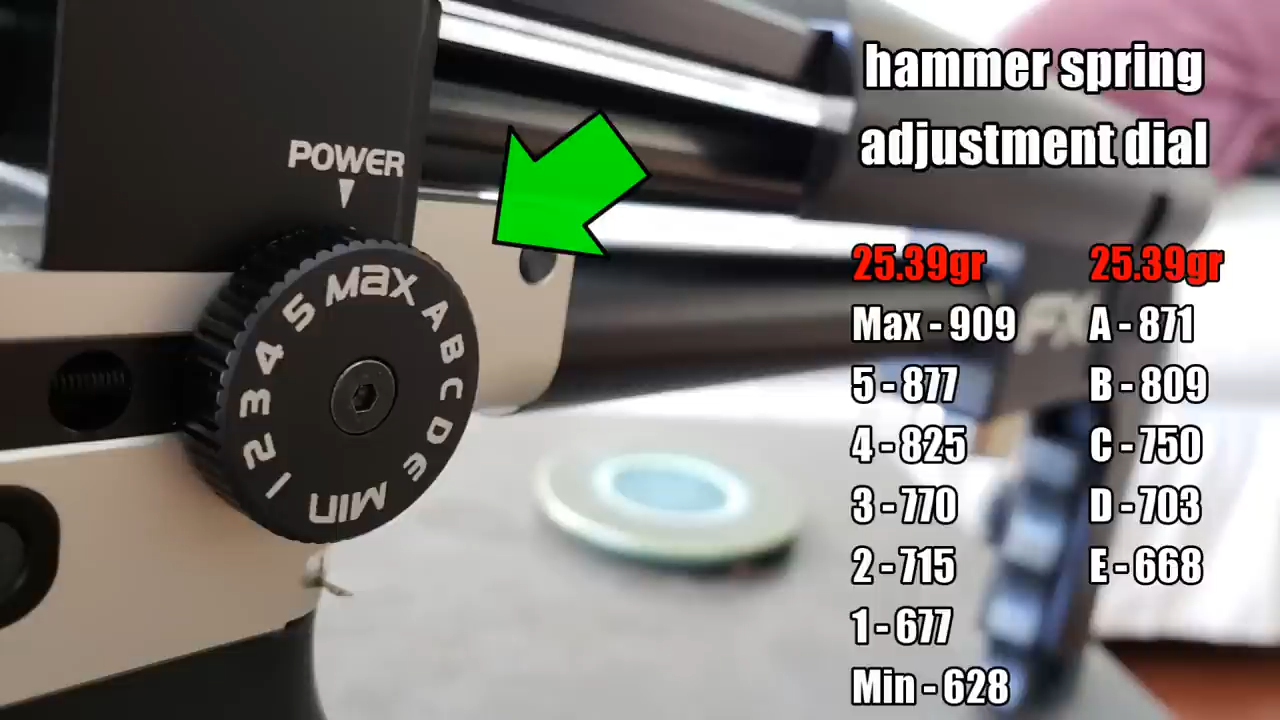 POWER
Max
A
B
C
D
E
Min
1
2
3
4
5
hammer spring
adjustment dial
25.39gr
Max - 909
5 - 877
4 - 825
3 - 770
2 - 715
1 - 677
Min - 628
25.39gr
A - 871
B - 809
C - 750
D - 703
E - 668
FX